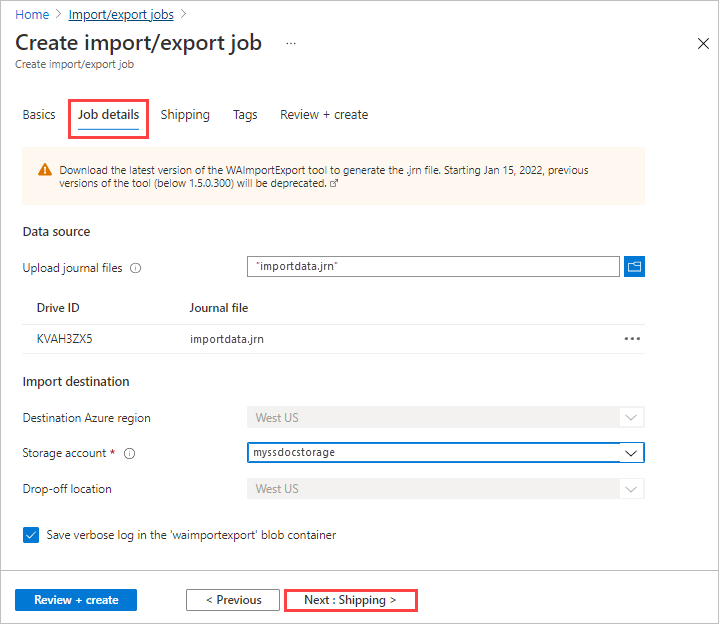 Home > Import/export jobs >
Create import/export job ...
Create import/export job
Basics Job details Shipping Tags Review + create
Download the latest version of the WAImportExport tool to generate the .jrn file. Starting Jan 15, 2022, previous
versions of the tool (below 1.5.0.300) will be deprecated.
Data source
Upload journal files "importdata.jrn"
Drive ID Journal file
KVAH3ZX5 importdata.jrn ...
Import destination
Destination Azure region West US
Storage account * myssdocstorage
Drop-off location West US
Save verbose log in the 'waimportexport' blob container
Review + create < Previous Next : Shipping >